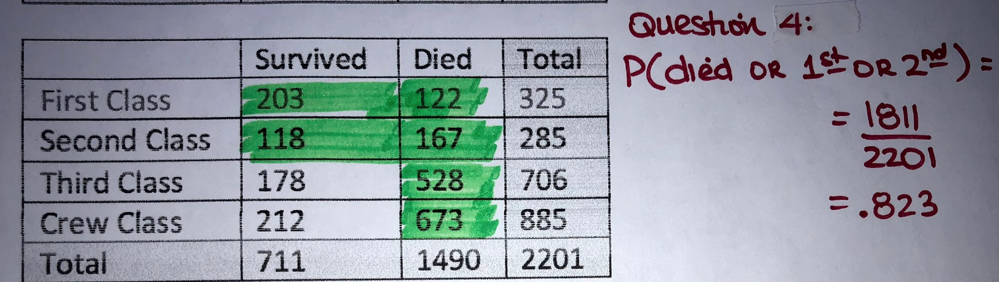 Survived Died Total
First Class 203 122 325
Second Class 118 167 285
Third Class 178 528 706
Crew Class 212 673 885
Total 711 1490 2201
Question 4:
P(died OR 1st OR 2nd) =
= 1811
2201
= .823